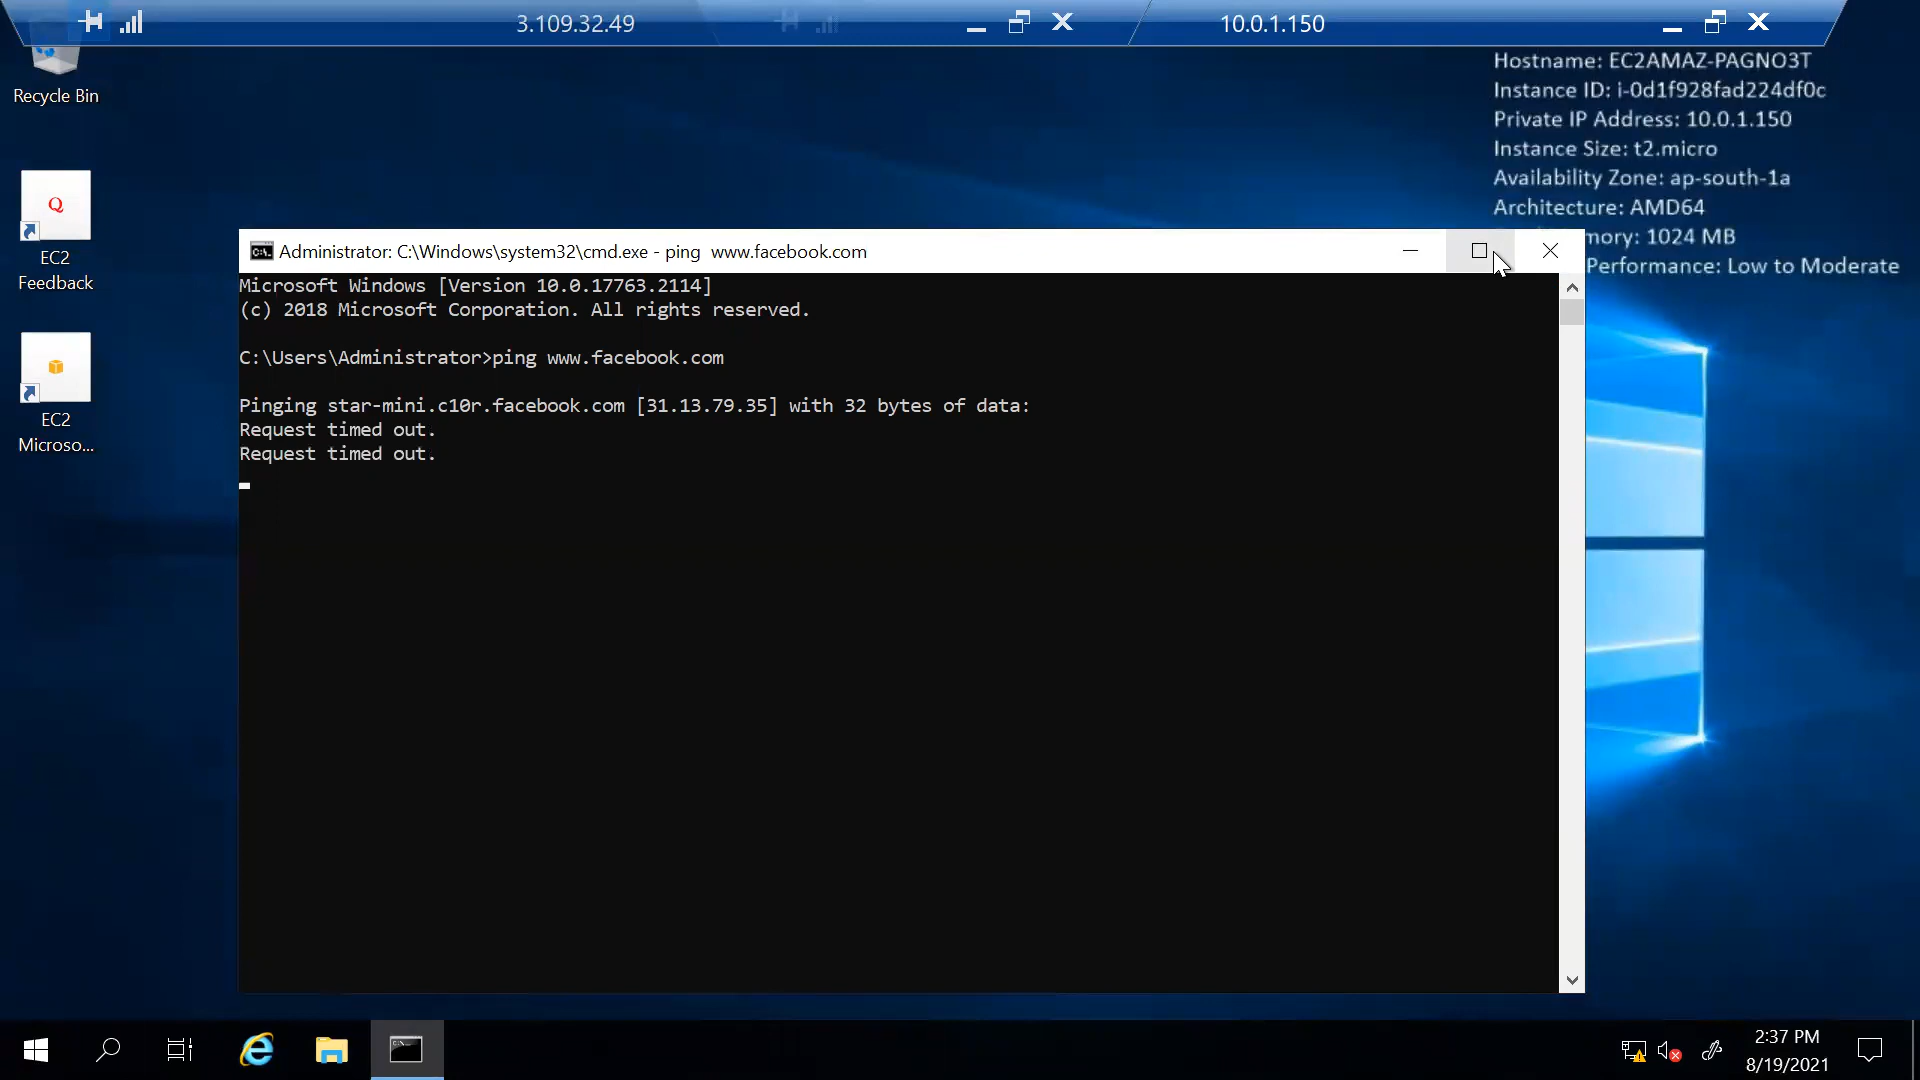 3.109.32.49
10.0.1.150
Recycle Bin
Hostname: EC2AMAZ-PAGNO3T
Instance ID: i-0d1f928fad224df0c
Private IP Address: 10.0.1.150
Instance Size: t2.micro
Availability Zone: ap-south-1a
Architecture: AMD64
mory: 1024 MB
Performance: Low to Moderate
Q
EC2
Feedback
EC2
Microso...
Administrator: C:\Windows\system32\cmd.exe - ping www.facebook.com
Microsoft Windows [Version 10.0.17763.2114]
(c) 2018 Microsoft Corporation. All rights reserved.
C:\Users\Administrator>ping www.facebook.com
Pinging star-mini.c10r.facebook.com [31.13.79.35] with 32 bytes of data:
Request timed out.
Request timed out.
2:37 PM
8/19/2021